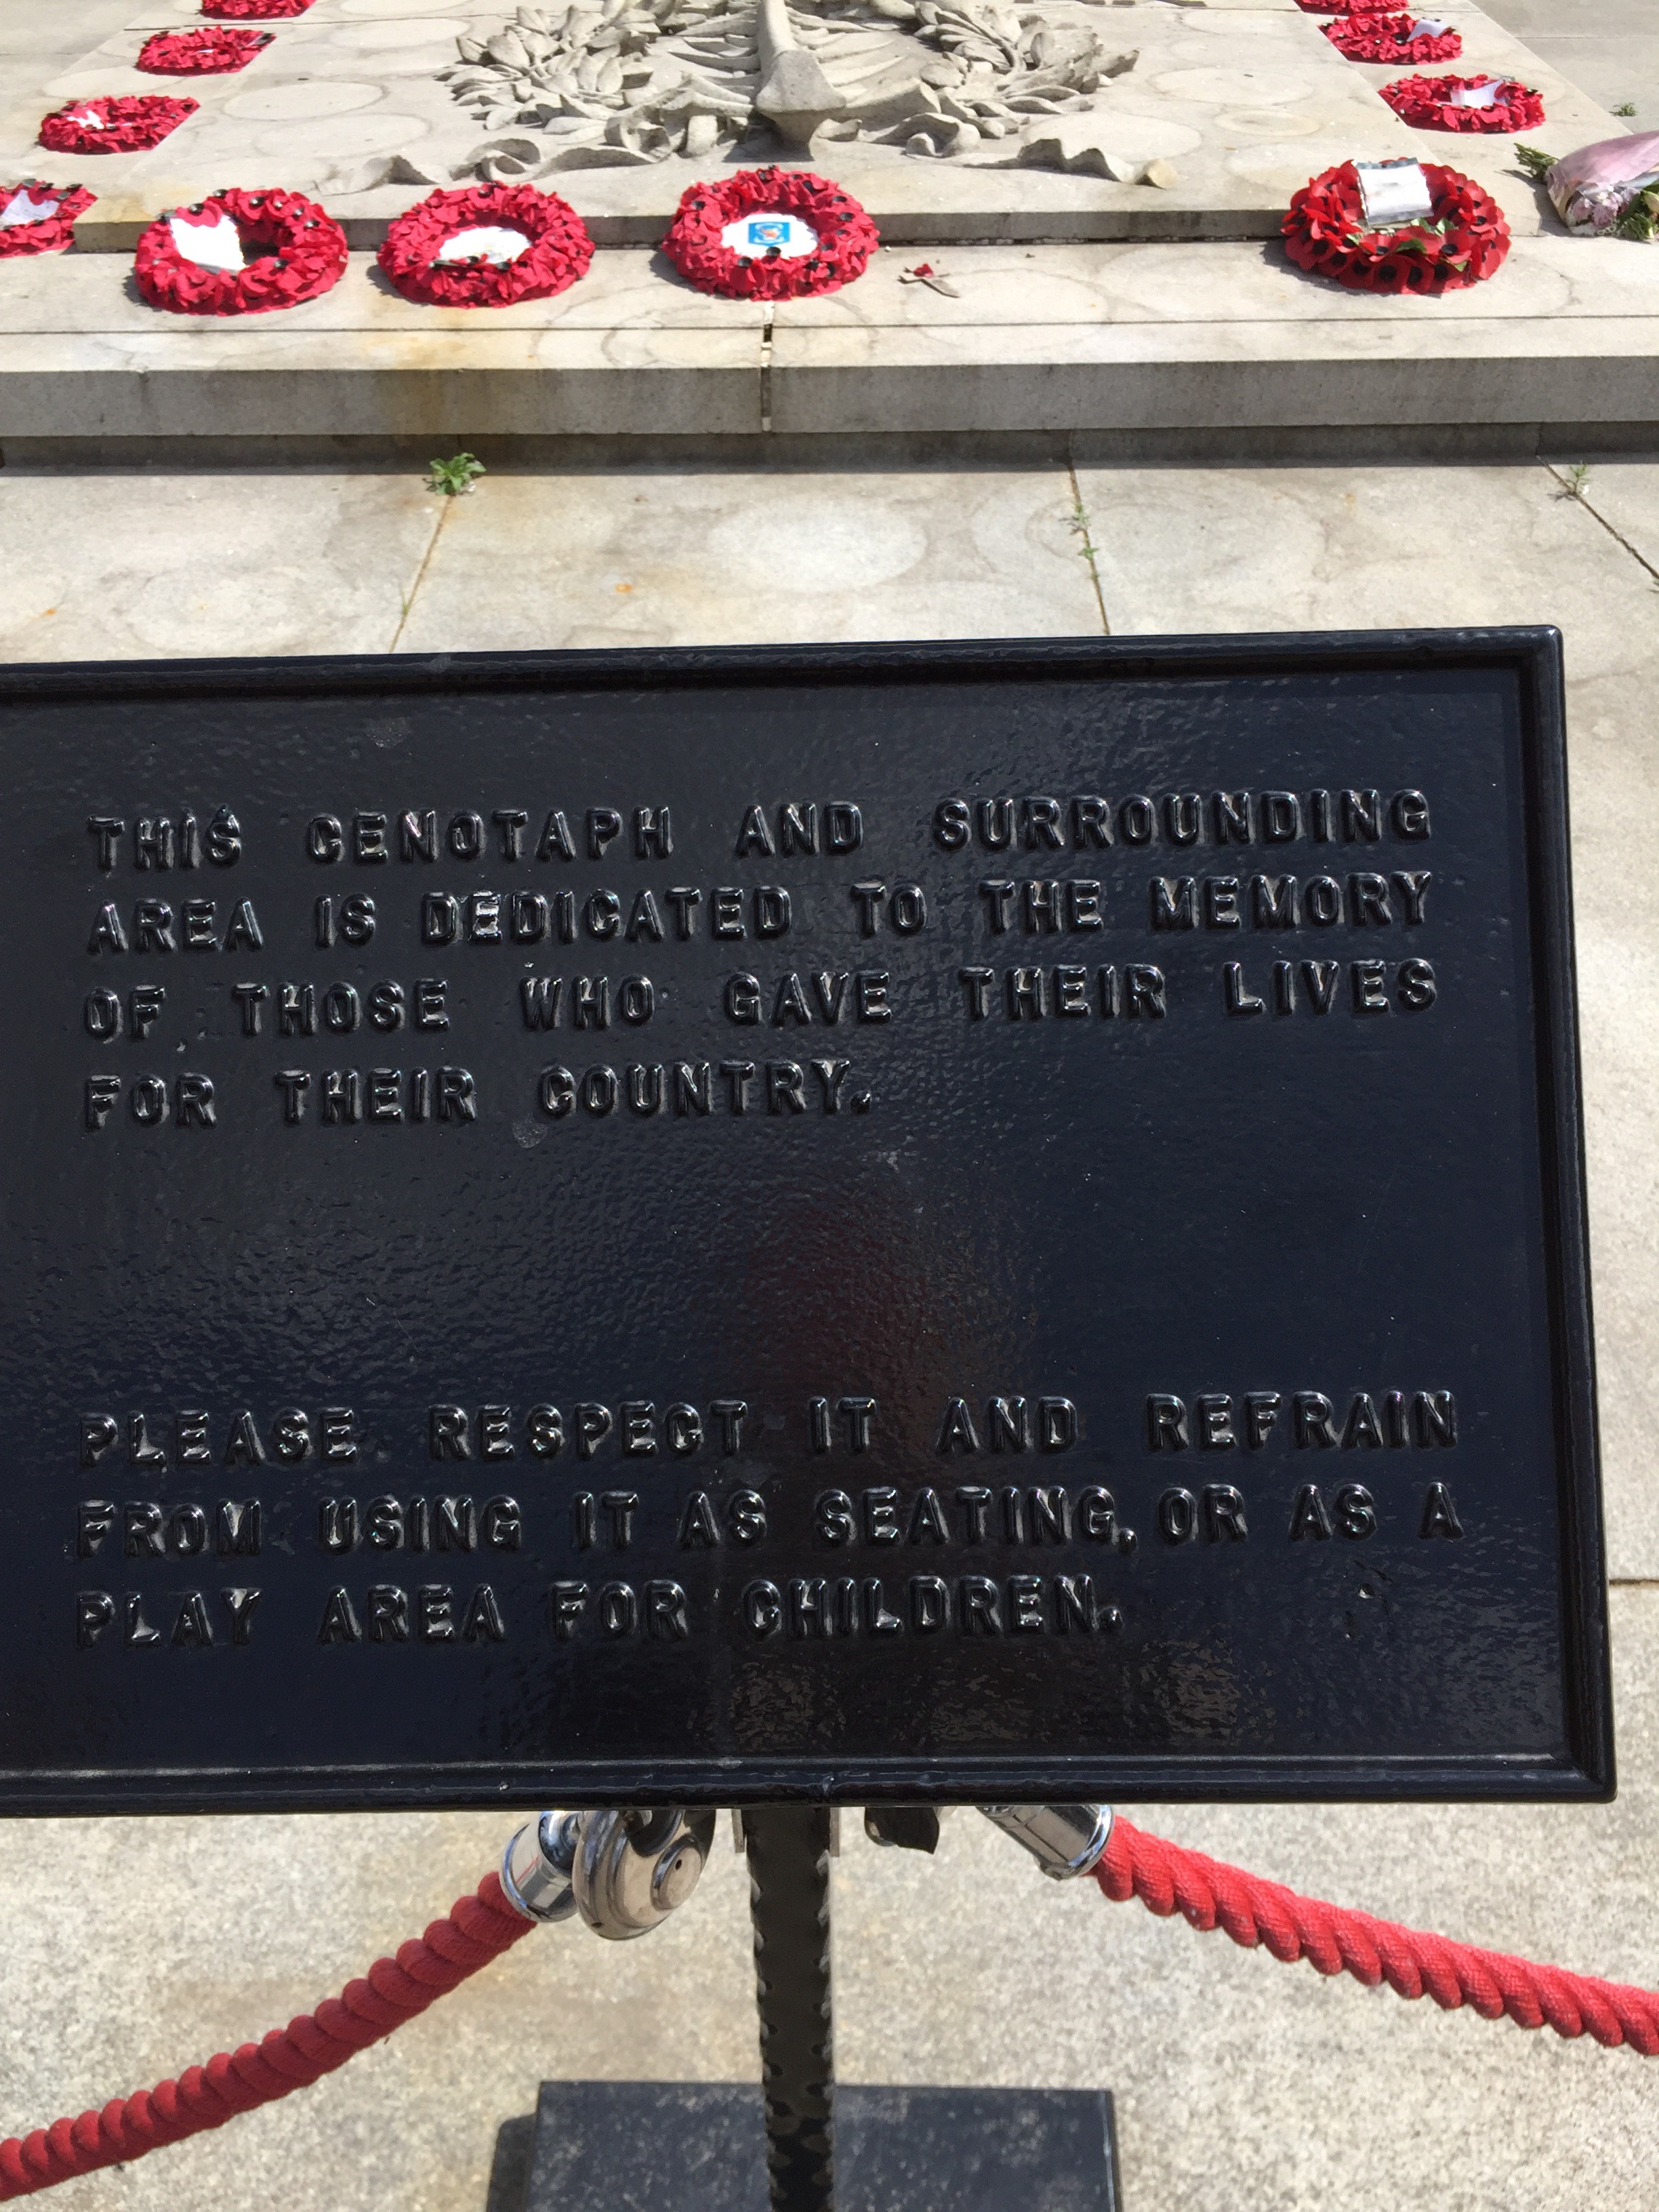 THIS CENOTAPH AND SURROUNDING
AREA IS DEDICATED TO THE MEMORY
OF THOSE WHO GAVE THEIR LIVES
FOR THEIR COUNTRY.
PLEASE RESPECT IT AND REFRAIN
FROM USING IT AS SEATING, OR AS A
PLAY AREA FOR CHILDREN.